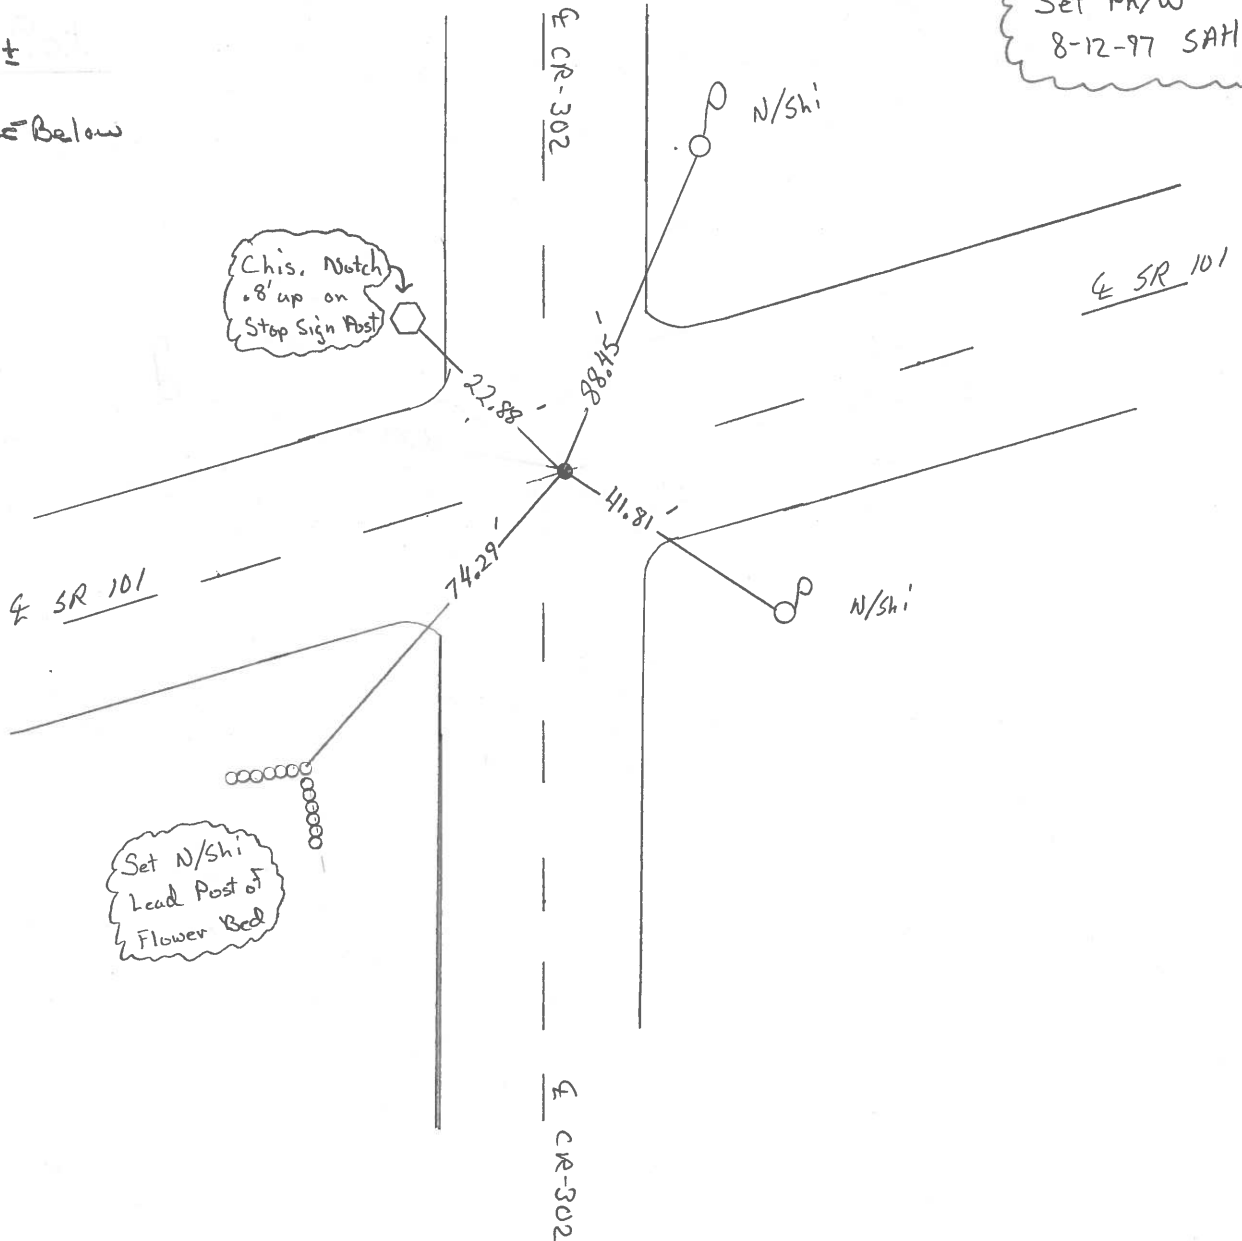 ±
Below
℄ CR-302
8-12-97 SAH
N/Shi
Chis. Notch
.8' up on
Stop Sign Post
℄ SR 101
22.88'
88.45'
41.81'
74.29'
℄ SR 101
N/Shi
Set N/Shi
Lead Post of
Flower Bed
℄ CR-302